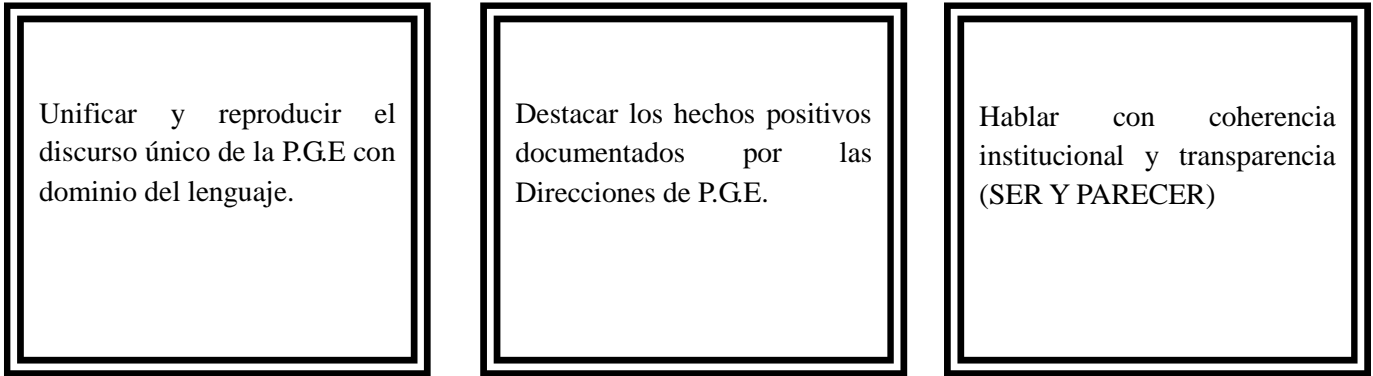 Unificar y reproducir el
discurso único de la P.G.E con
dominio del lenguaje.
Destacar los hechos positivos
documentados por las
Direcciones de P.G.E.
Hablar con coherencia
institucional y transparencia
(SER Y PARECER)